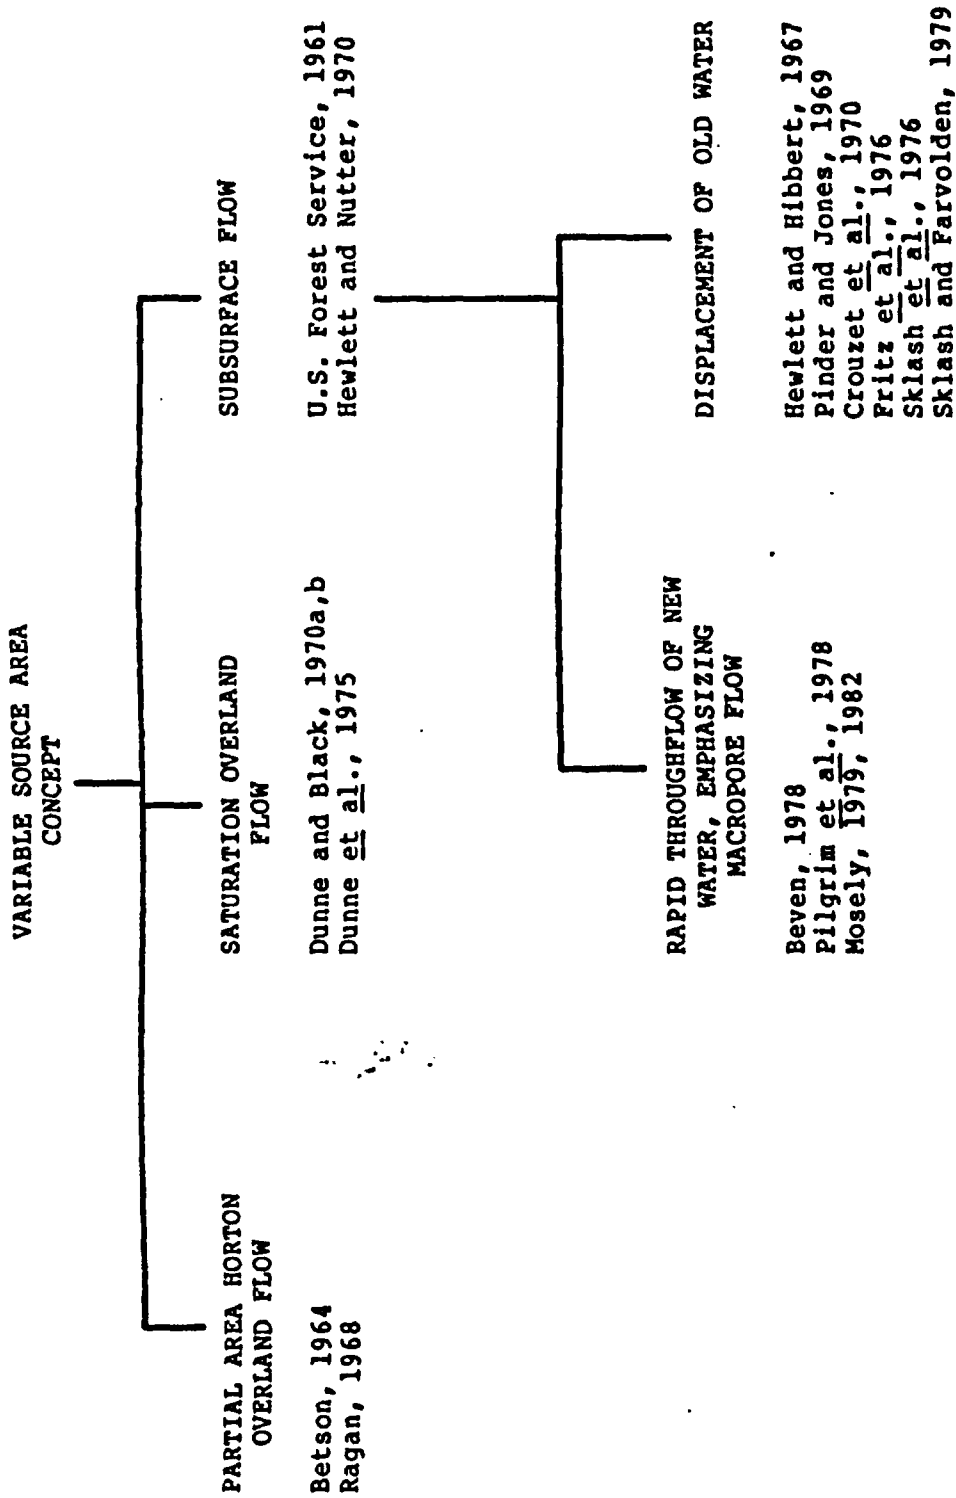 VARIABLE SOURCE AREA
CONCEPT
PARTIAL AREA HORTON
OVERLAND FLOW
Betson, 1964
Ragan, 1968
SATURATION OVERLAND
FLOW
Dunne and Black, 1970a,b
Dunne et al., 1975
SUBSURFACE FLOW
U.S. Forest Service, 1961
Hewlett and Nutter, 1970
RAPID THROUGHFLOW OF NEW
WATER, EMPHASIZING
MACROPORE FLOW
Beven, 1978
Pilgrim et al., 1978
Mosely, 1979, 1982
DISPLACEMENT OF OLD WATER
Hewlett and Hibbert, 1967
Pinder and Jones, 1969
Crouzet et al., 1970
Fritz et al., 1976
Sklash et al., 1976
Sklash and Farvolden, 1979